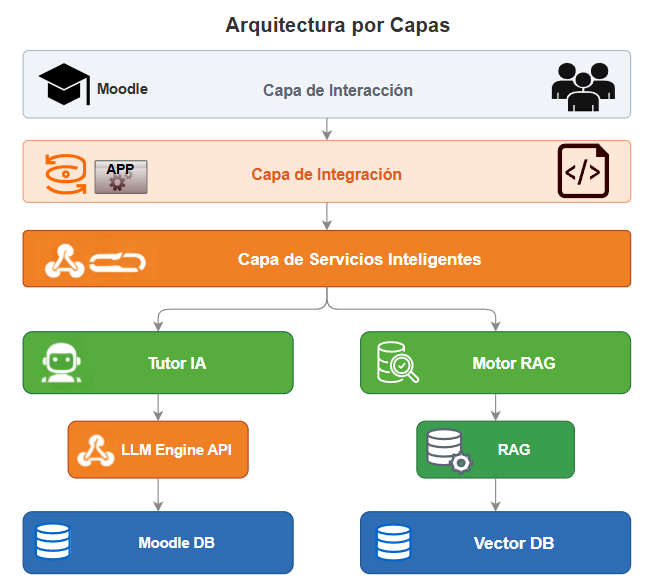 Arquitectura por Capas
Moodle
Capa de Interacción
APP
Capa de Integración
</>
Capa de Servicios Inteligentes
Tutor IA
Motor RAG
LLM Engine API
RAG
Moodle DB
Vector DB